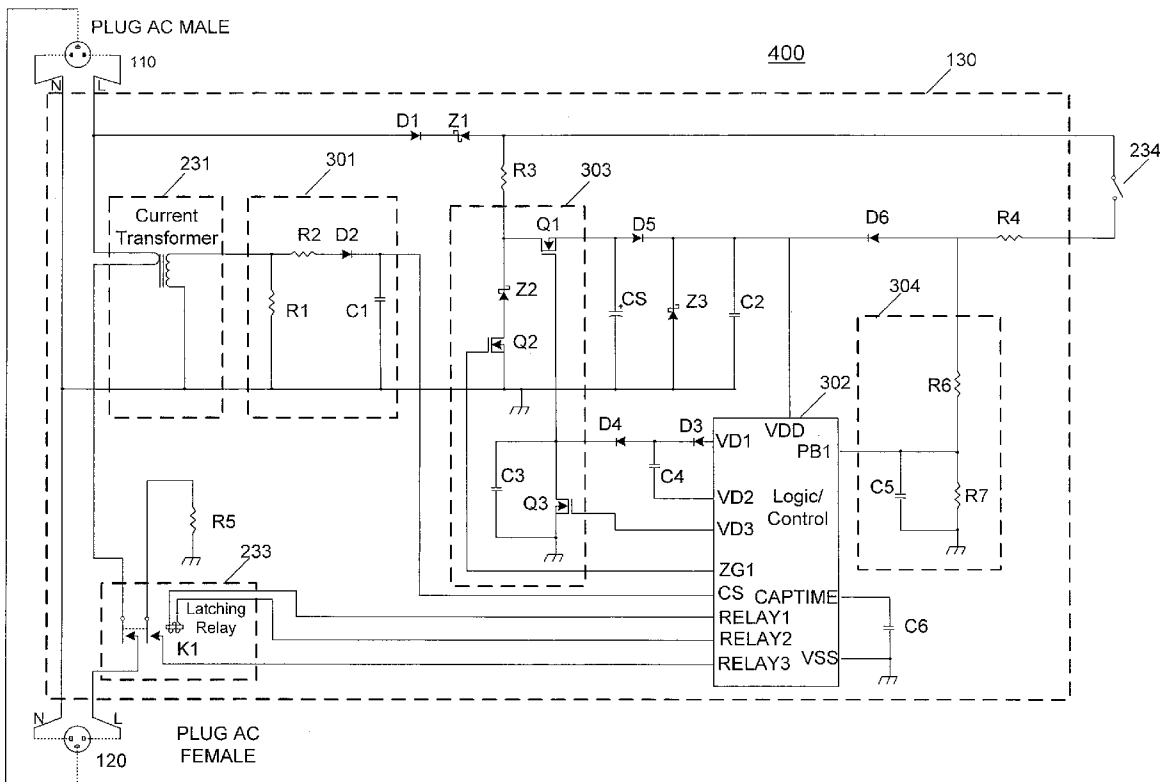 PLUG AC MALE
110
400
130
N
L
D1
Z1
234
231
301
R3
303
Current
Transformer
Q1
D5
D6
R4
R2
D2
Z2
304
R1
C1
CS
+
Z3
C2
Q2
302
R6
D4
D3
VD1
VDD
PB1
C3
C4
C5
R7
Q3
VD2
Logic/
Control
VD3
R5
233
ZG1
CS
CAPTIME
Latching
Relay
RELAY1
C6
K1
RELAY2
RELAY3
VSS
N
L
PLUG AC
FEMALE
120